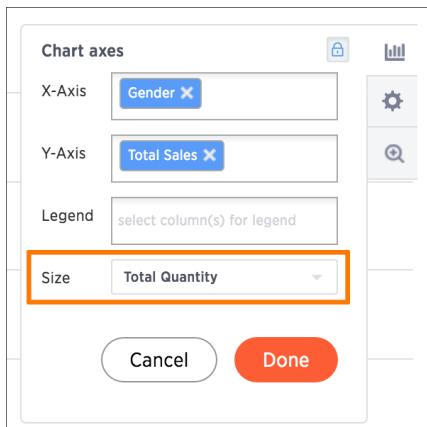 Chart axes
X-Axis
Gender
Y-Axis
Total Sales
Legend
select column(s) for legend
Size
Total Quantity
Cancel
Done